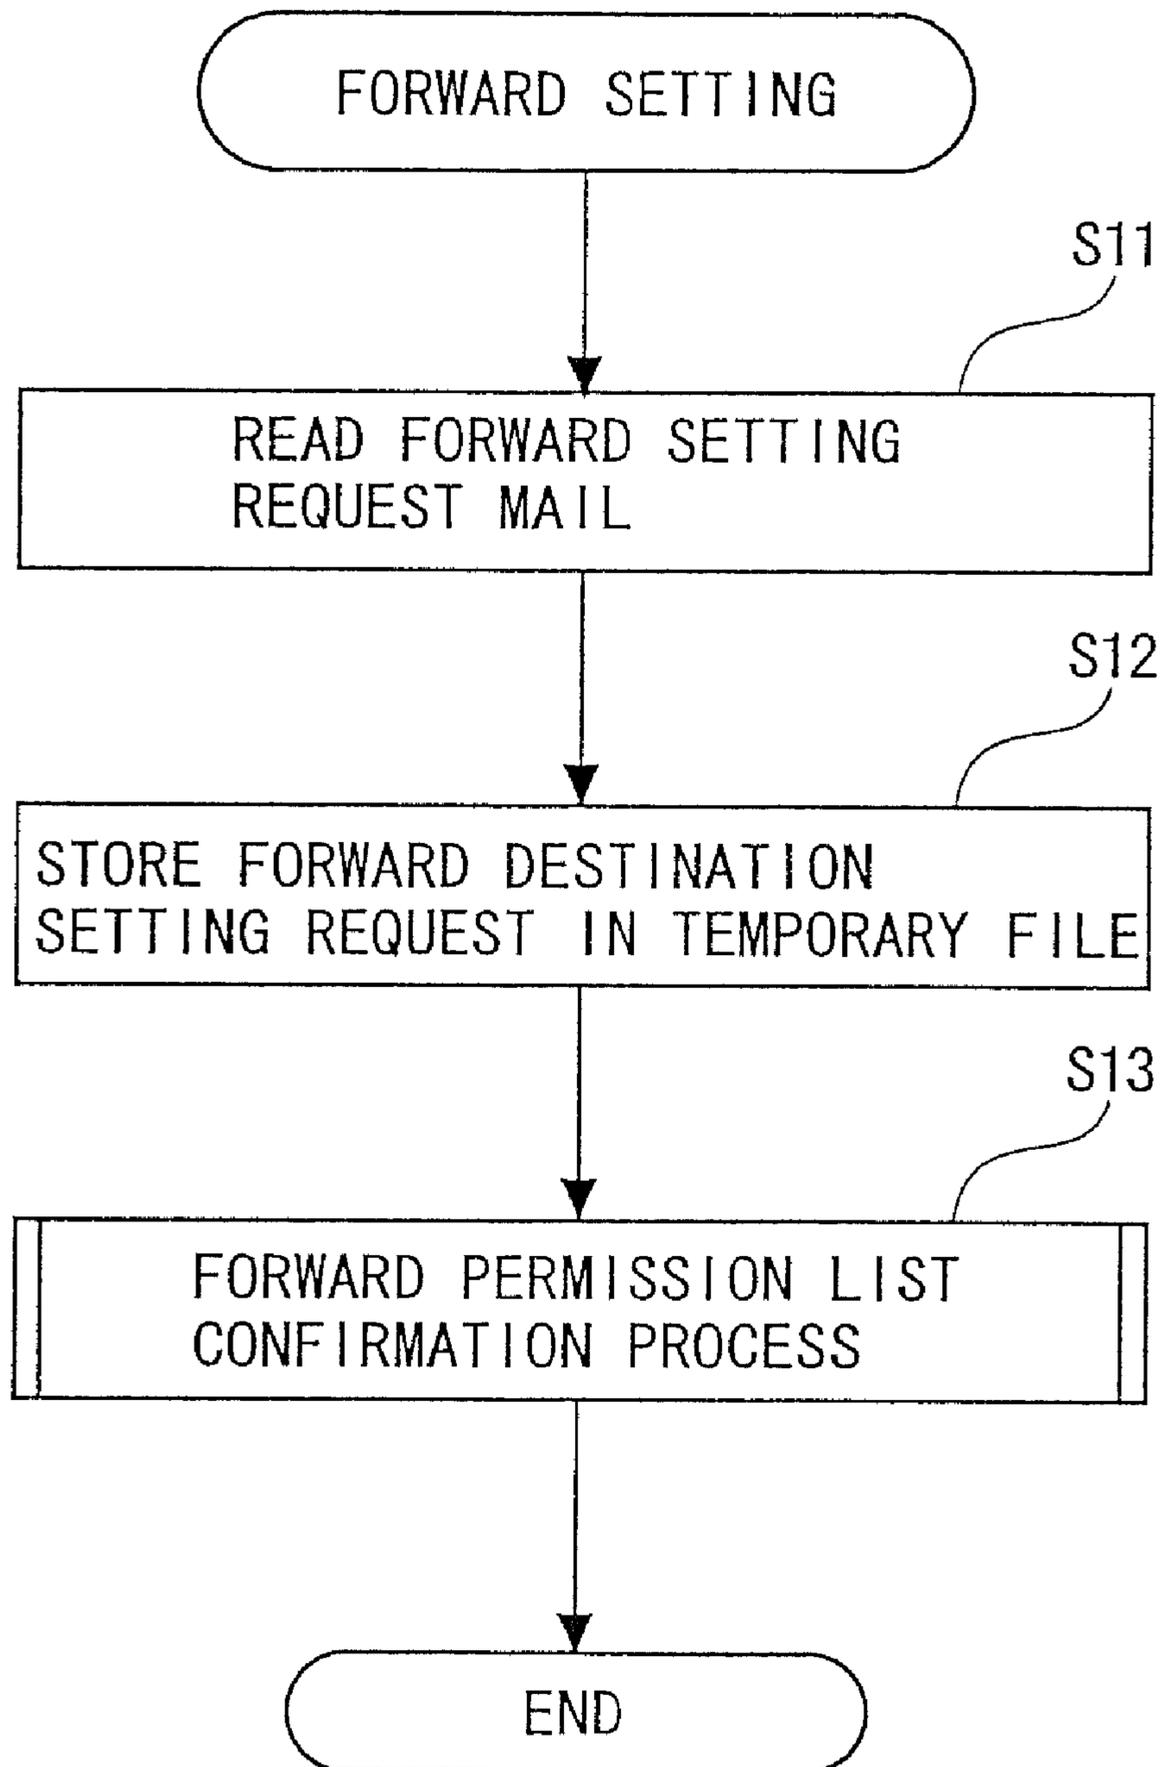 FORWARD SETTING
S11
READ FORWARD SETTING
REQUEST MAIL
S12
STORE FORWARD DESTINATION
SETTING REQUEST IN TEMPORARY FILE
S13
FORWARD PERMISSION LIST
CONFIRMATION PROCESS
END